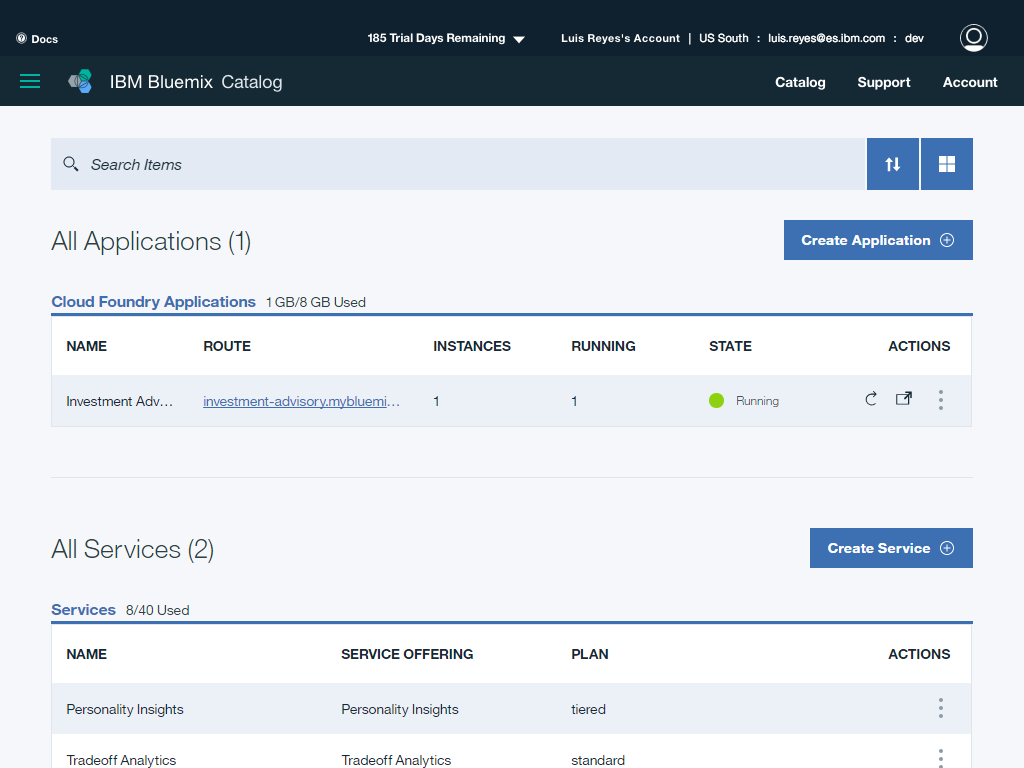 Docs
185 Trial Days Remaining
Luis Reyes's Account | US South : luis.reyes@es.ibm.com : dev
IBM Bluemix Catalog
Catalog Support Account
Search Items
All Applications (1)
Create Application
Cloud Foundry Applications 1 GB/8 GB Used
NAME ROUTE INSTANCES RUNNING STATE ACTIONS
Investment Adv... investment-advisory.mybluemi... 1 1 Running
All Services (2)
Create Service
Services 8/40 Used
NAME SERVICE OFFERING PLAN ACTIONS
Personality Insights Personality Insights tiered
Tradeoff Analytics Tradeoff Analytics standard